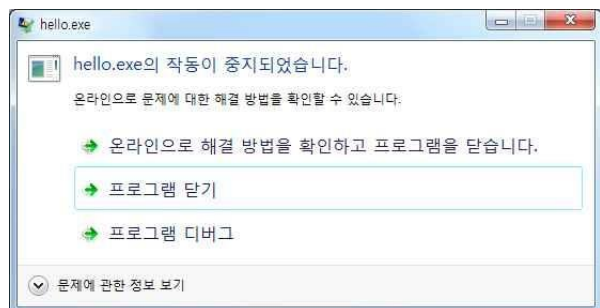 hello.exe
hello.exe의 작동이 중지되었습니다.
온라인으로 문제에 대한 해결 방법을 확인할 수 있습니다.
온라인으로 해결 방법을 확인하고 프로그램을 닫습니다.
프로그램 닫기
프로그램 디버그
문제에 관한 정보 보기